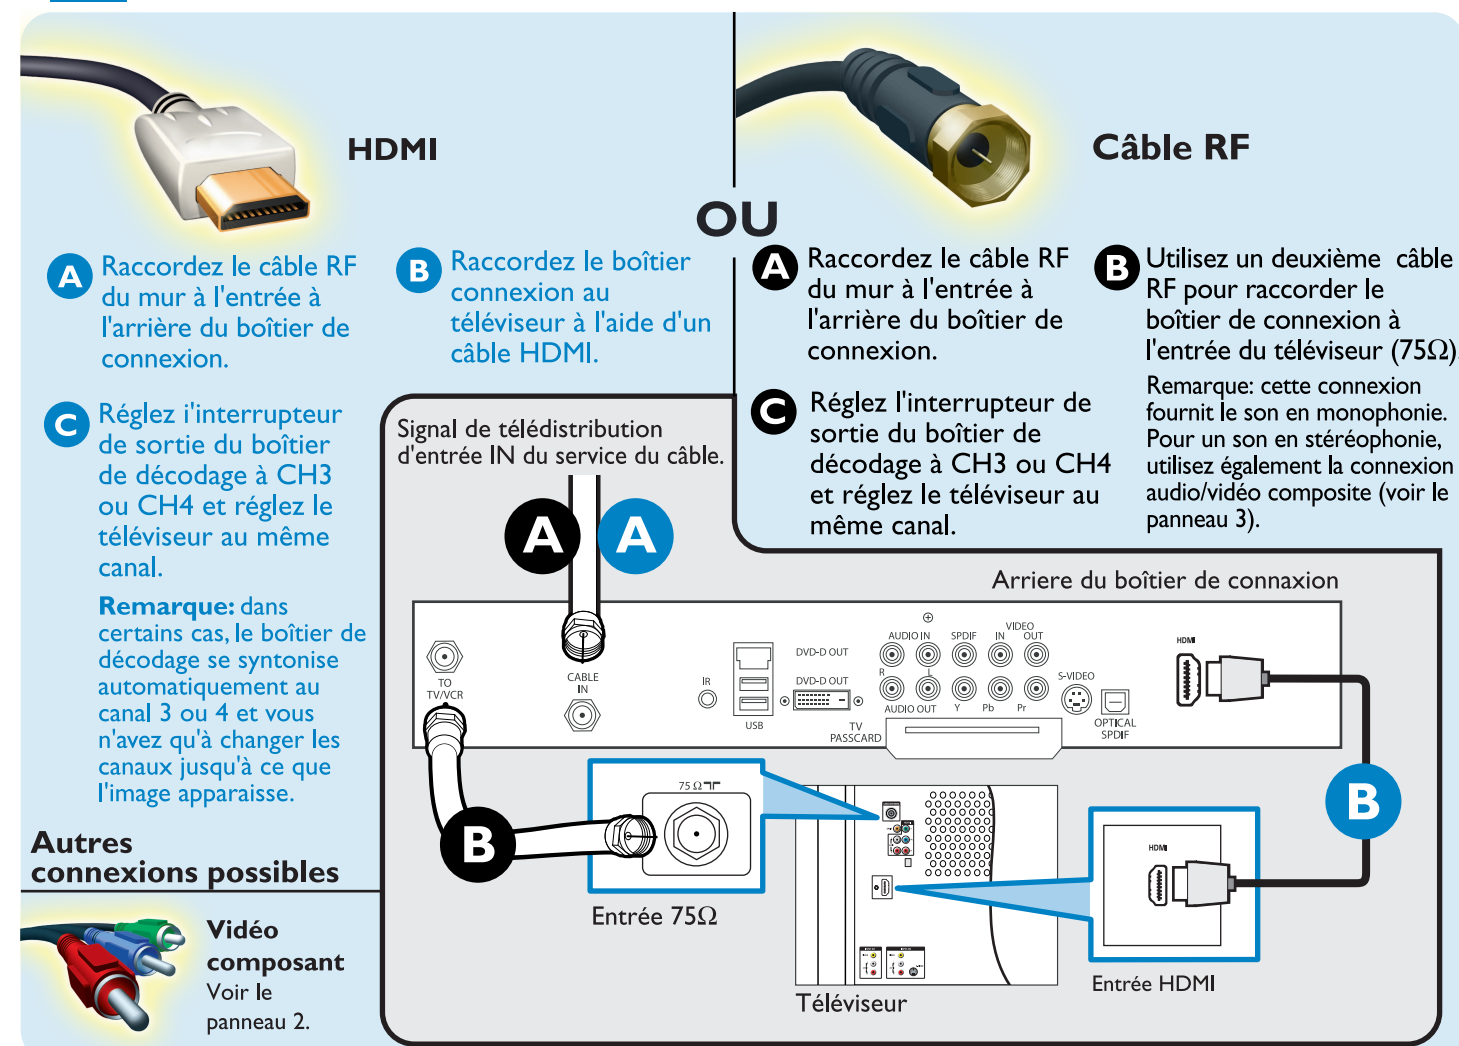 HDMI
A Raccordez le câble RF
du mur à l'entrée à
l'arrière du boîtier de
connexion.
B Raccordez le boîtier
connexion au
téléviseur à l'aide d'un
câble HDMI.
C Réglez i'interrupteur
de sortie du boîtier
de décodage à CH3
ou CH4 et réglez le
téléviseur au même
canal.
Remarque: dans
certains cas, le boîtier de
décodage se syntonise
automatiquement au
canal 3 ou 4 et vous
n'avez qu'à changer les
canaux jusqu'à ce que
l'image apparaisse.
OU
Câble RF
A Raccordez le câble RF
du mur à l'entrée à
l'arrière du boîtier de
connexion.
B Utilisez un deuxième câble
RF pour raccorder le
boîtier de connexion à
l'entrée du téléviseur (75Ω).
Remarque: cette connexion
fournit le son en monophonie.
Pour un son en stéréophonie,
utilisez également la connexion
audio/vidéo composite (voir le
panneau 3).
C Réglez l'interrupteur de
sortie du boîtier de
décodage à CH3 ou CH4
et réglez le téléviseur au
même canal.
Signal de télédistribution
d'entrée IN du service du câble.
A A
Arriere du boîtier de connaxion
TO
TV/VCR
CABLE
IN
IR
USB
DVD-D OUT
DVD-D OUT
TV
PASSCARD
AUDIO IN
SPDIF
VIDEO
IN OUT
R L
AUDIO OUT
Y Pb Pr
S-VIDEO
OPTICAL
SPDIF
HDMI
B
75 Ω
B
Entrée 75Ω
Téléviseur
HDMI
Entrée HDMI
Autres
connexions possibles
Vidéo
composant
Voir le
panneau 2.